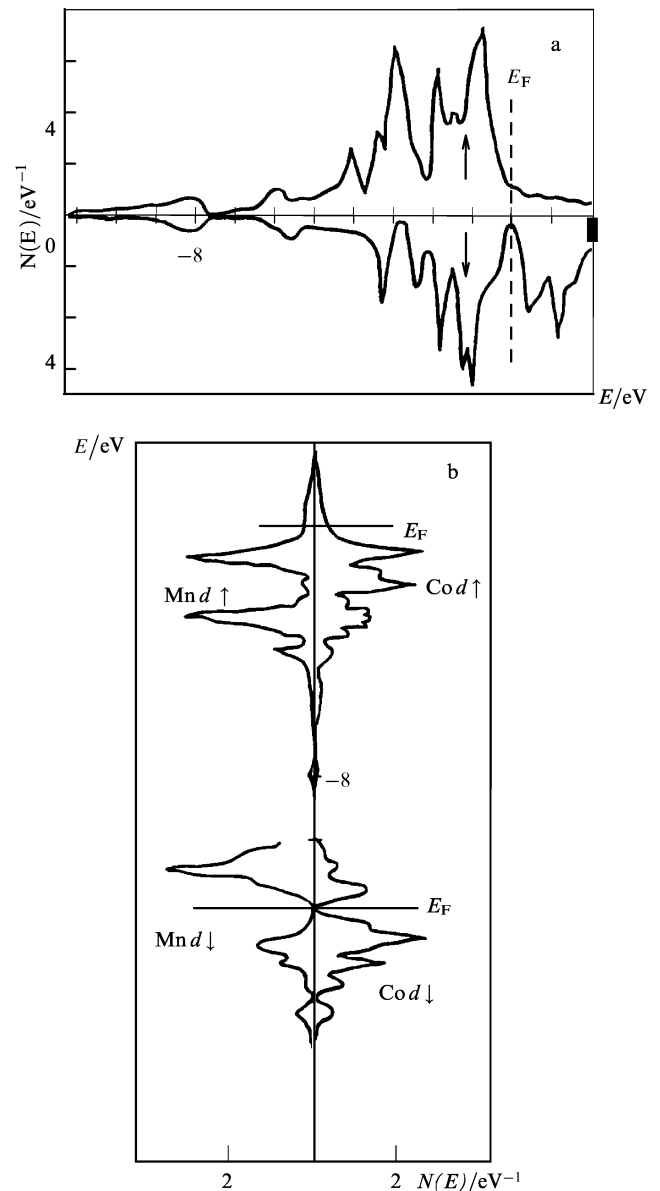 a
E_F
4
N(E)/eV⁻¹
↑
0
−8
↓
4
E/eV
E/eV
b
E_F
Mn d ↑
Co d ↑
−8
E_F
Mn d ↓
Co d ↓
2
2
N(E)/eV⁻¹